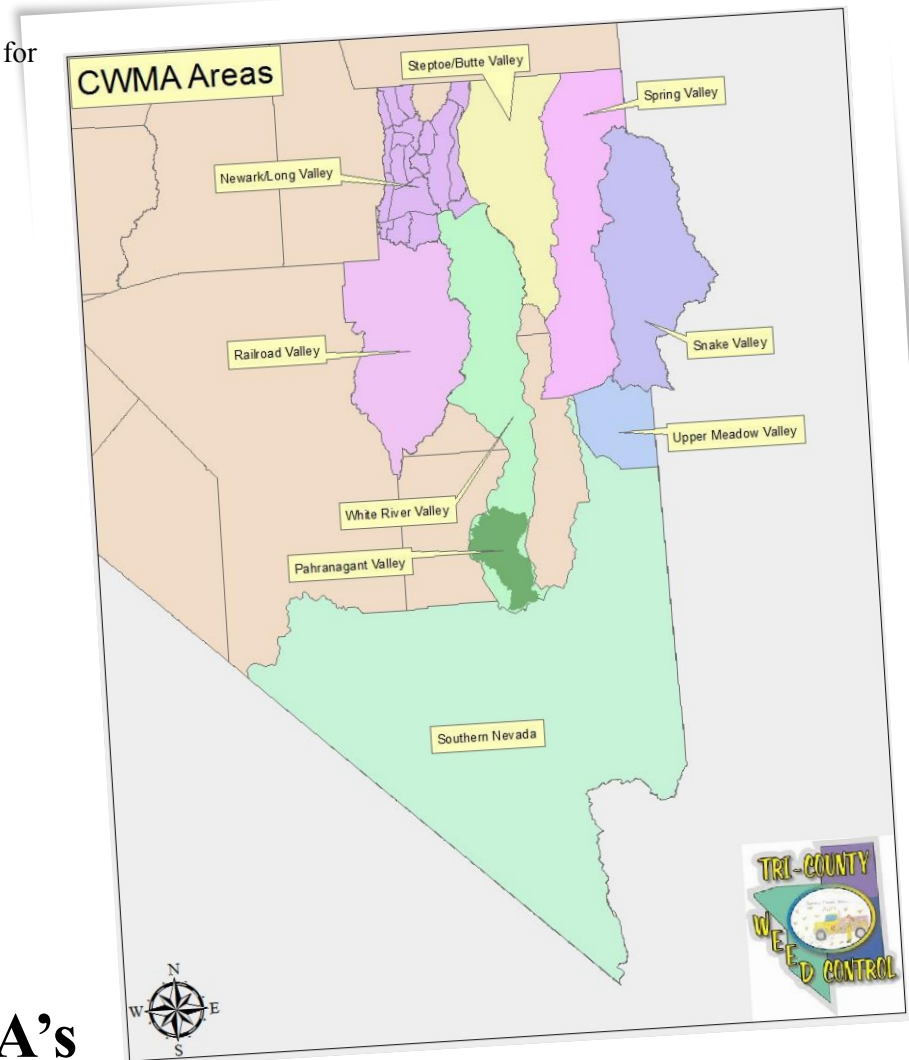 for
CWMA Areas
Steptoe/Butte Valley
Spring Valley
Newark/Long Valley
Railroad Valley
Snake Valley
Upper Meadow Valley
White River Valley
Pahranagant Valley
Southern Nevada
TRI-COUNTY
WEED CONTROL
N
W E
S
A's